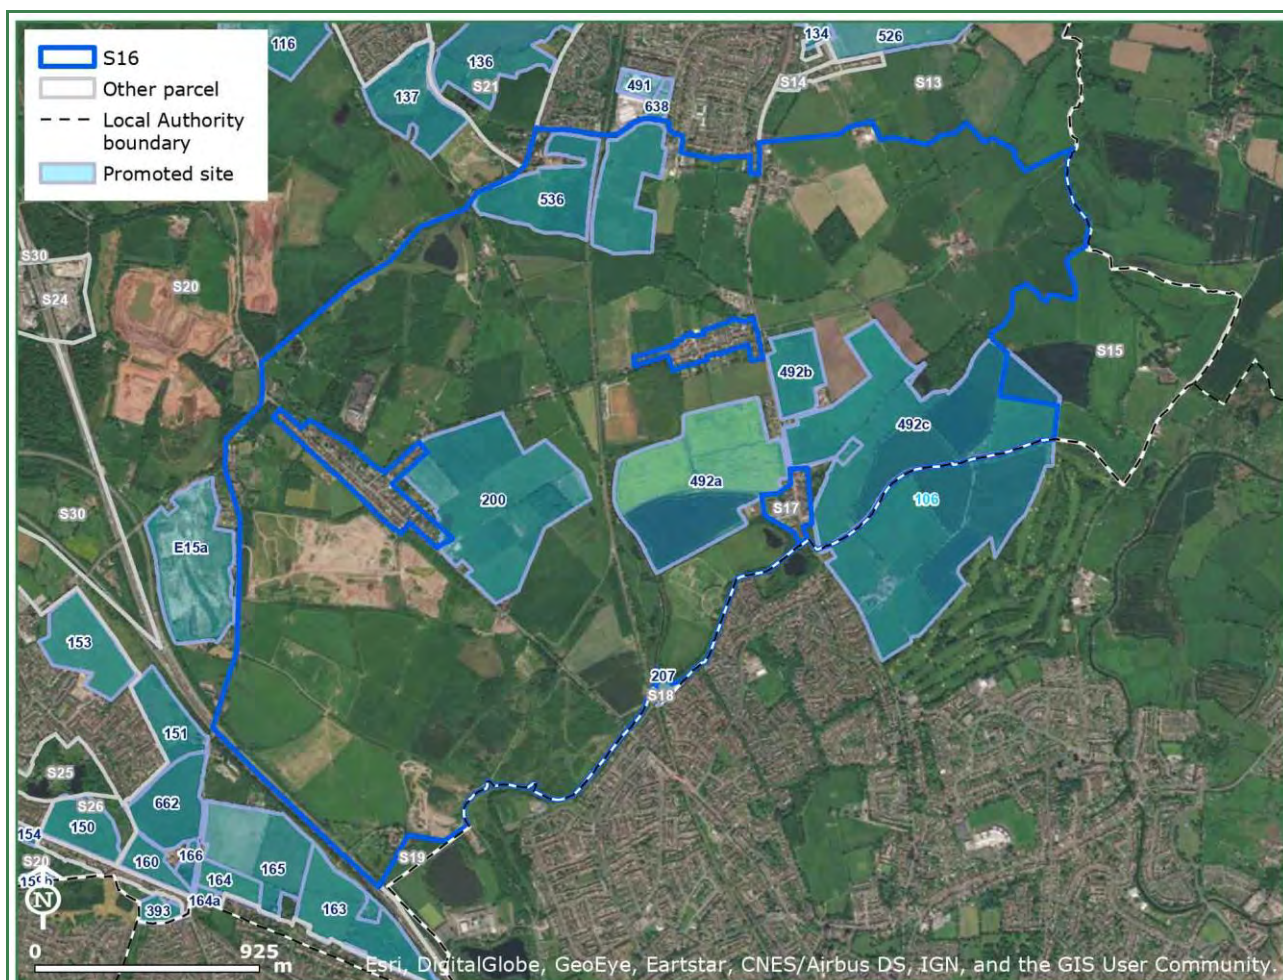 S16
Other parcel
Local Authority
boundary
Promoted site
116
136
S21
137
491
638
134
526
S14
S13
536
S30
S24
S20
S15
492b
492c
492a
200
S17
106
S30
E15a
153
207
S18
151
S25
S26
662
150
154
S20
160
166
165
164
S19
163
164a
393
N
0
925
m
Esri, DigitalGlobe, GeoEye, Eartstar, CNES/Airbus DS, IGN, and the GIS User Community